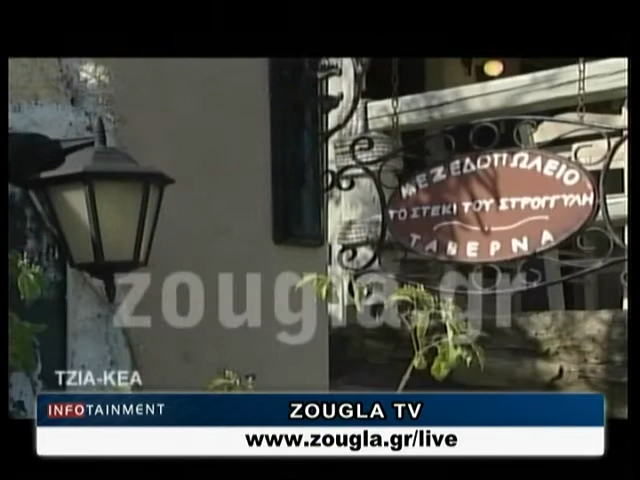 ΜΕΖΕΔΟΠΩΛΕΙΟ
ΤΟ ΣΤΕΚΙ ΤΟΥ ΣΤΡΟΓΓΥΛΗ
ΤΑΒΕΡΝΑ
zougla.gr
ΤΖΙΑ-ΚΕΑ
INFOTAINMENT
ZOUGLA TV
www.zougla.gr/live